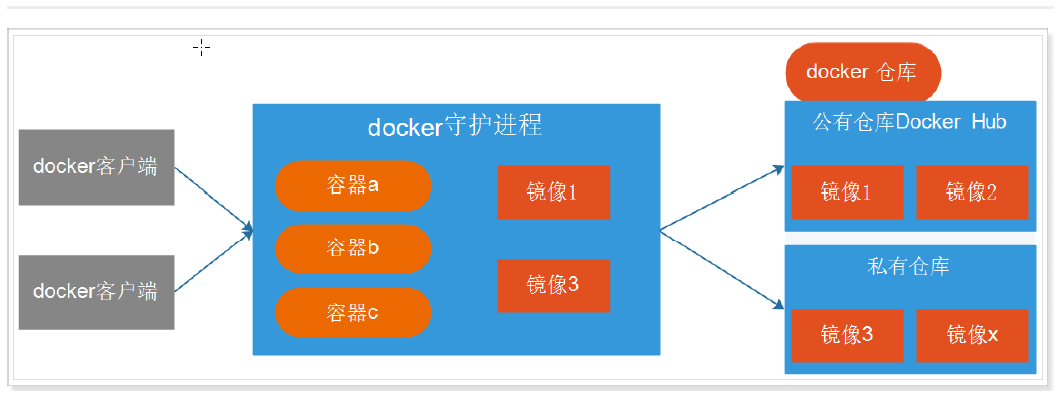 docker客户端
docker客户端
docker守护进程
容器a
容器b
容器c
镜像1
镜像3
docker 仓库
公有仓库Docker Hub
镜像1
镜像2
私有仓库
镜像3
镜像x